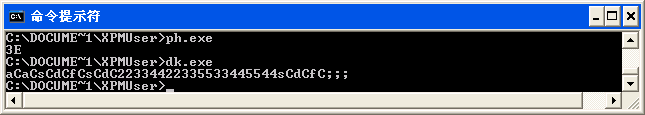 命令提示符
C:\DOCUME~1\XPMUser>ph.exe
3E
C:\DOCUME~1\XPMUser>dk.exe
aCaCsCdCfCsCdC22334422335533445544sCdCfC;;;
C:\DOCUME~1\XPMUser>_